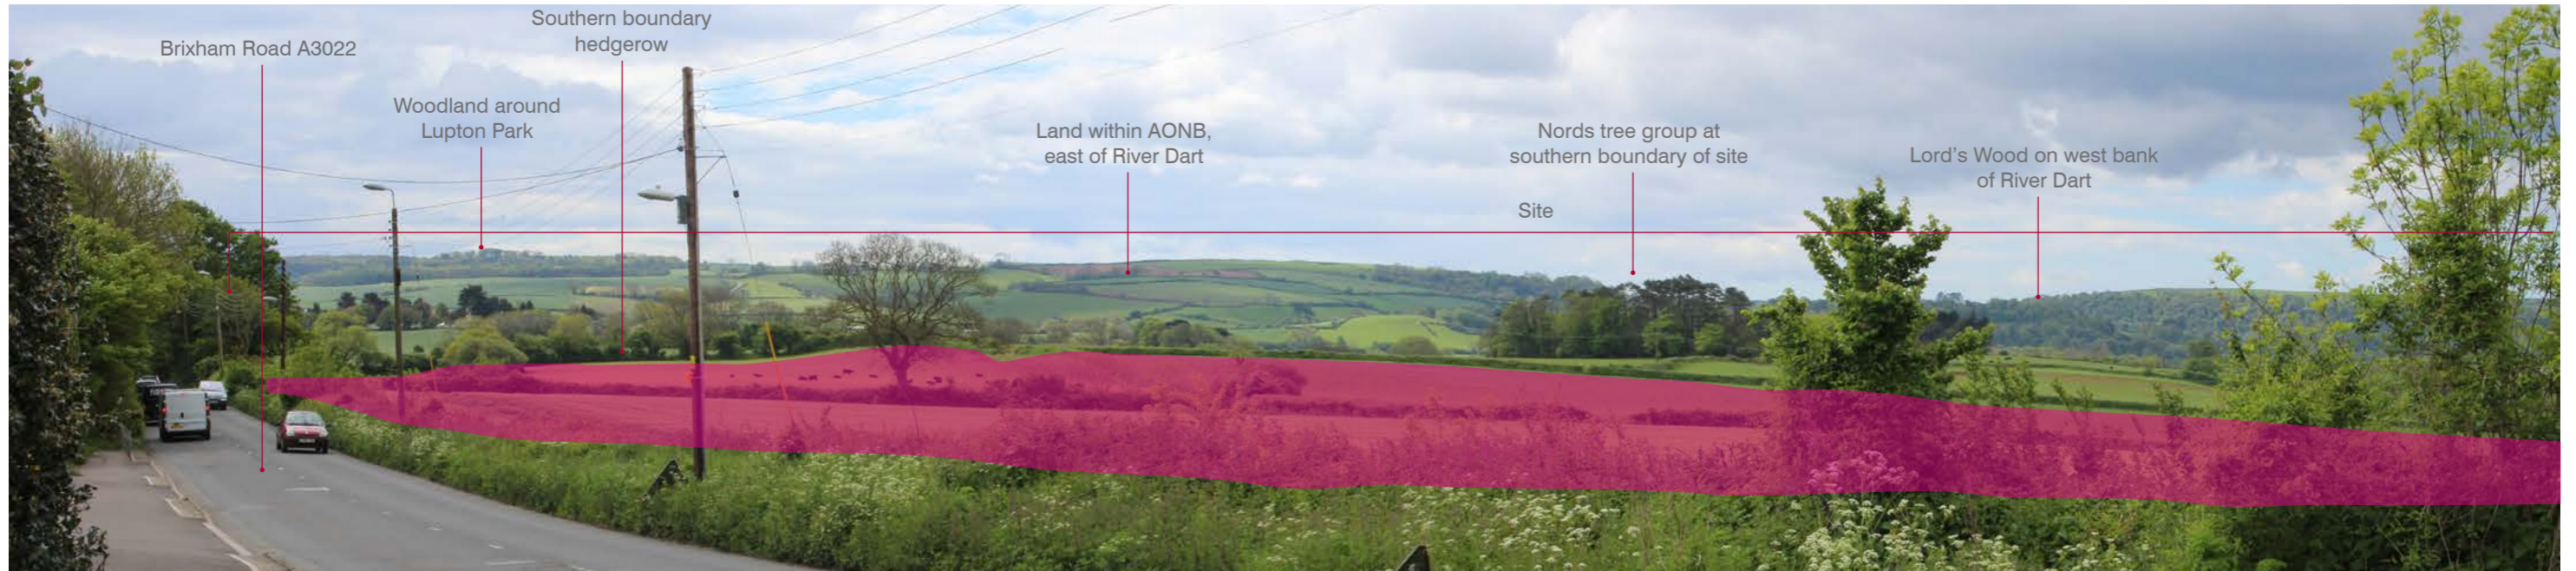 Brixham Road A3022
Southern boundary
hedgerow
Woodland around
Lupton Park
Land within AONB,
east of River Dart
Nords tree group at
southern boundary of site
Lord's Wood on west bank
of River Dart
Site